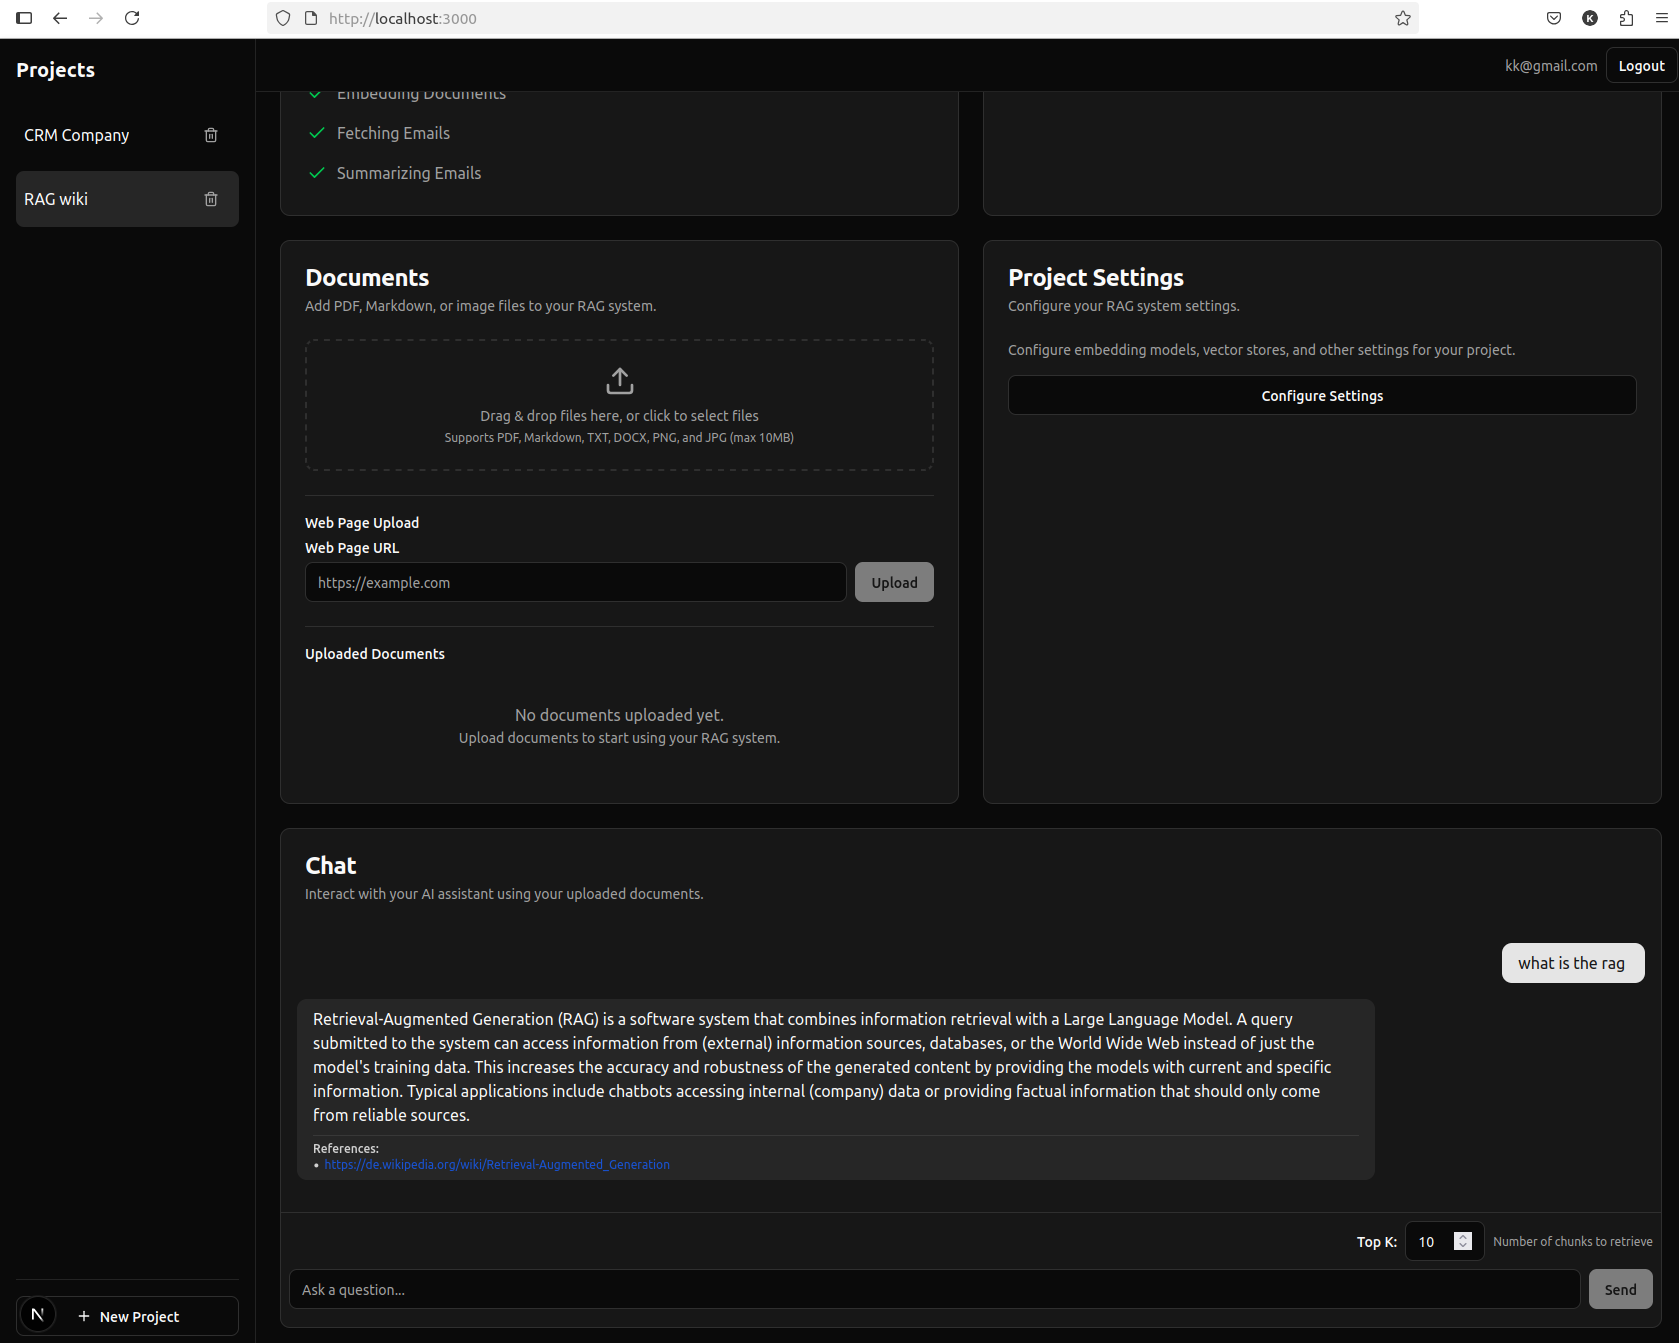 http://localhost:3000
K
Projects
kk@gmail.com
Logout
CRM Company
RAG wiki
Embedding Documents
Fetching Emails
Summarizing Emails
Documents
Add PDF, Markdown, or image files to your RAG system.
Drag & drop files here, or click to select files
Supports PDF, Markdown, TXT, DOCX, PNG, and JPG (max 10MB)
Web Page Upload
Web Page URL
https://example.com
Upload
Uploaded Documents
No documents uploaded yet.
Upload documents to start using your RAG system.
Project Settings
Configure your RAG system settings.
Configure embedding models, vector stores, and other settings for your project.
Configure Settings
Chat
Interact with your AI assistant using your uploaded documents.
what is the rag
Retrieval-Augmented Generation (RAG) is a software system that combines information retrieval with a Large Language Model. A query
submitted to the system can access information from (external) information sources, databases, or the World Wide Web instead of just the
model's training data. This increases the accuracy and robustness of the generated content by providing the models with current and specific
information. Typical applications include chatbots accessing internal (company) data or providing factual information that should only come
from reliable sources.
References:
• https://de.wikipedia.org/wiki/Retrieval-Augmented_Generation
Top K:
10
Number of chunks to retrieve
Ask a question...
Send
N
+ New Project